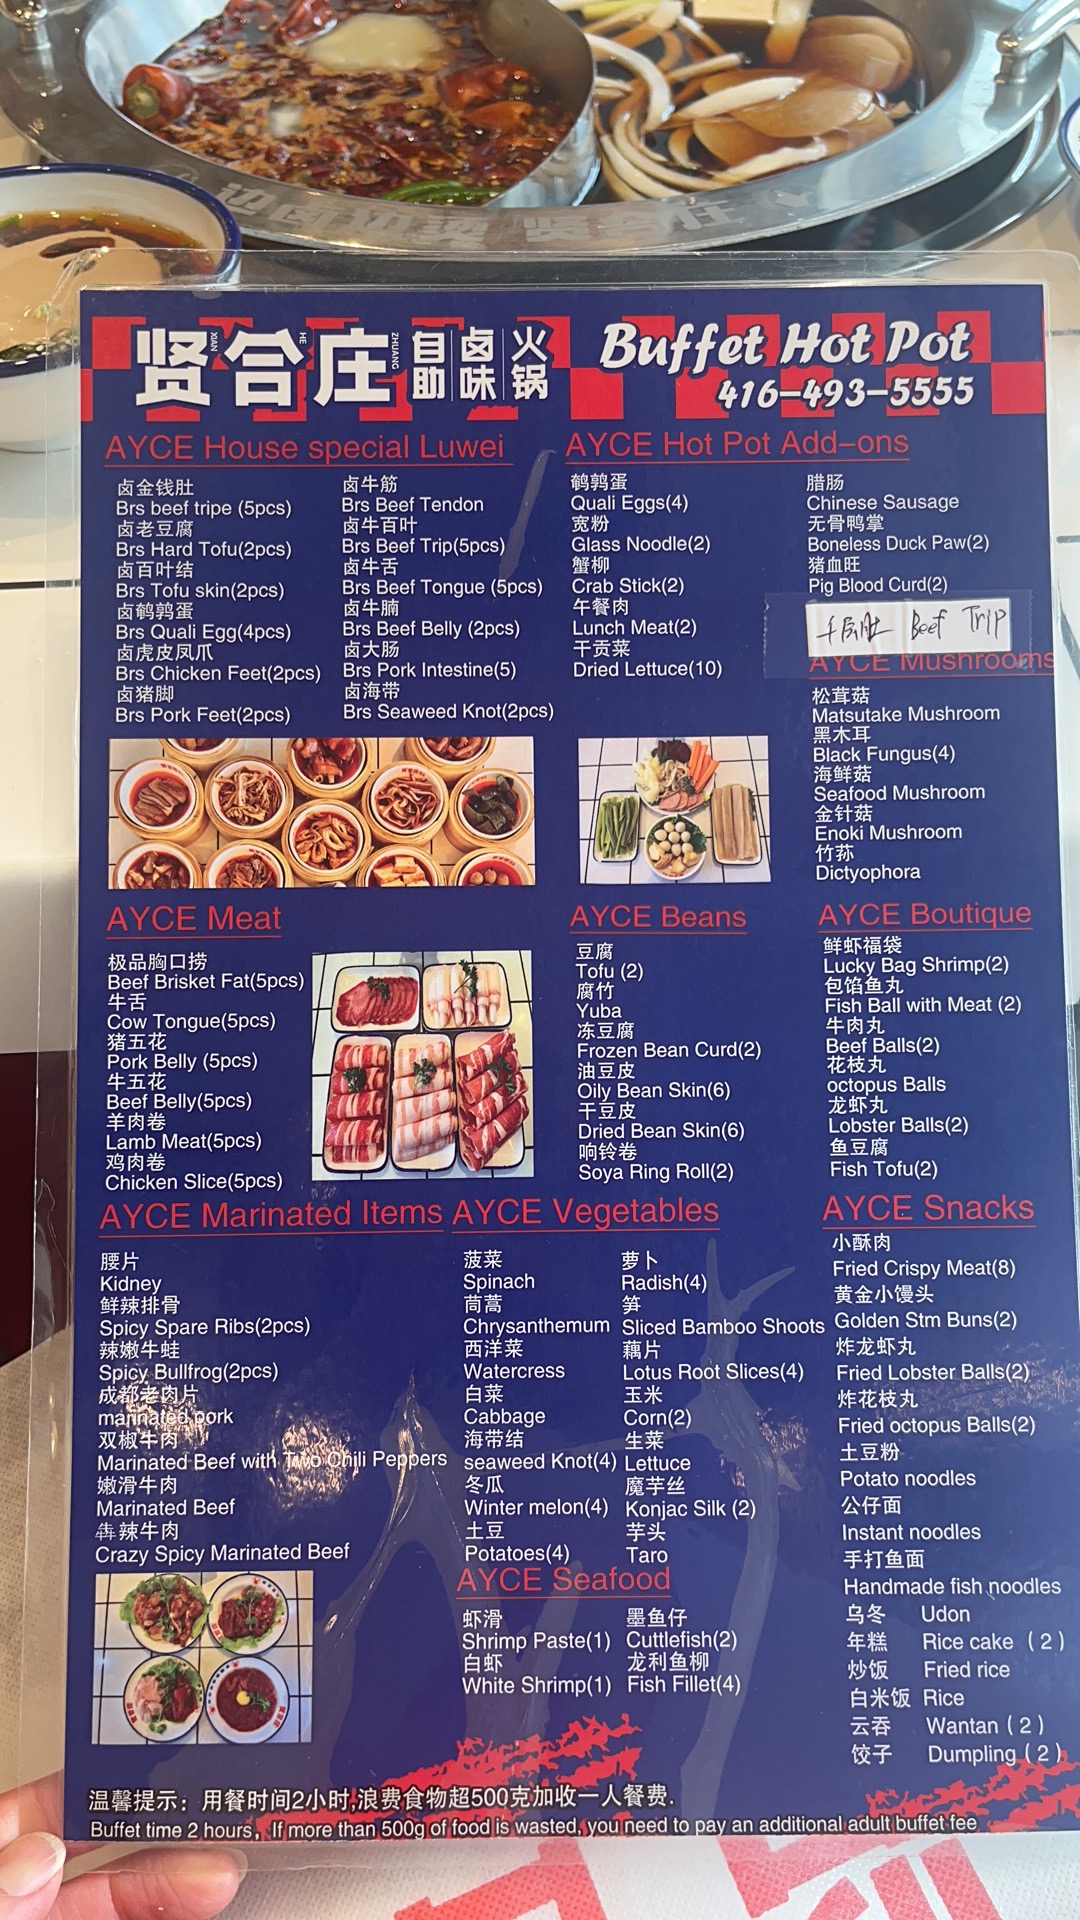 边卤边烫 贤合庄
贤合庄 自助 卤味 火锅
XIAN HE ZHUANG
Buffet Hot Pot
416-493-5555
AYCE House special Luwei
卤金钱肚
Brs beef tripe (5pcs)
卤老豆腐
Brs Hard Tofu(2pcs)
卤百叶结
Brs Tofu skin(2pcs)
卤鹌鹑蛋
Brs Quali Egg(4pcs)
卤虎皮凤爪
Brs Chicken Feet(2pcs)
卤猪脚
Brs Pork Feet(2pcs)
卤牛筋
Brs Beef Tendon
卤牛百叶
Brs Beef Trip(5pcs)
卤牛舌
Brs Beef Tongue (5pcs)
卤牛腩
Brs Beef Belly (2pcs)
卤大肠
Brs Pork Intestine(5)
卤海带
Brs Seaweed Knot(2pcs)
AYCE Hot Pot Add-ons
鹌鹑蛋
Quali Eggs(4)
宽粉
Glass Noodle(2)
蟹柳
Crab Stick(2)
午餐肉
Lunch Meat(2)
干贡菜
Dried Lettuce(10)
腊肠
Chinese Sausage
无骨鸭掌
Boneless Duck Paw(2)
猪血旺
Pig Blood Curd(2)
千层肚 Beef Trip
AYCE Mushrooms
松茸菇
Matsutake Mushroom
黑木耳
Black Fungus(4)
海鲜菇
Seafood Mushroom
金针菇
Enoki Mushroom
竹荪
Dictyophora
AYCE Meat
极品胸口捞
Beef Brisket Fat(5pcs)
牛舌
Cow Tongue(5pcs)
猪五花
Pork Belly (5pcs)
牛五花
Beef Belly(5pcs)
羊肉卷
Lamb Meat(5pcs)
鸡肉卷
Chicken Slice(5pcs)
AYCE Beans
豆腐
Tofu (2)
腐竹
Yuba
冻豆腐
Frozen Bean Curd(2)
油豆皮
Oily Bean Skin(6)
干豆皮
Dried Bean Skin(6)
响铃卷
Soya Ring Roll(2)
AYCE Boutique
鲜虾福袋
Lucky Bag Shrimp(2)
包馅鱼丸
Fish Ball with Meat (2)
牛肉丸
Beef Balls(2)
花枝丸
octopus Balls
龙虾丸
Lobster Balls(2)
鱼豆腐
Fish Tofu(2)
AYCE Marinated Items
腰片
Kidney
鲜辣排骨
Spicy Spare Ribs(2pcs)
辣嫩牛蛙
Spicy Bullfrog(2pcs)
成都老肉片
marinated pork
双椒牛肉
Marinated Beef with Two Chili Peppers
嫩滑牛肉
Marinated Beef
犇辣牛肉
Crazy Spicy Marinated Beef
AYCE Vegetables
菠菜
Spinach
茼蒿
Chrysanthemum
西洋菜
Watercress
白菜
Cabbage
海带结
seaweed Knot(4)
冬瓜
Winter melon(4)
土豆
Potatoes(4)
萝卜
Radish(4)
笋
Sliced Bamboo Shoots
藕片
Lotus Root Slices(4)
玉米
Corn(2)
生菜
Lettuce
魔芋丝
Konjac Silk (2)
芋头
Taro
AYCE Seafood
虾滑
Shrimp Paste(1)
白虾
White Shrimp(1)
墨鱼仔
Cuttlefish(2)
龙利鱼柳
Fish Fillet(4)
AYCE Snacks
小酥肉
Fried Crispy Meat(8)
黄金小馒头
Golden Stm Buns(2)
炸龙虾丸
Fried Lobster Balls(2)
炸花枝丸
Fried octopus Balls(2)
土豆粉
Potato noodles
公仔面
Instant noodles
手打鱼面
Handmade fish noodles
乌冬 Udon
年糕 Rice cake (2)
炒饭 Fried rice
白米饭 Rice
云吞 Wantan (2)
饺子 Dumpling (2)
温馨提示：用餐时间2小时,浪费食物超500克加收一人餐费.
Buffet time 2 hours，If more than 500g of food is wasted, you need to pay an additional adult buffet fee